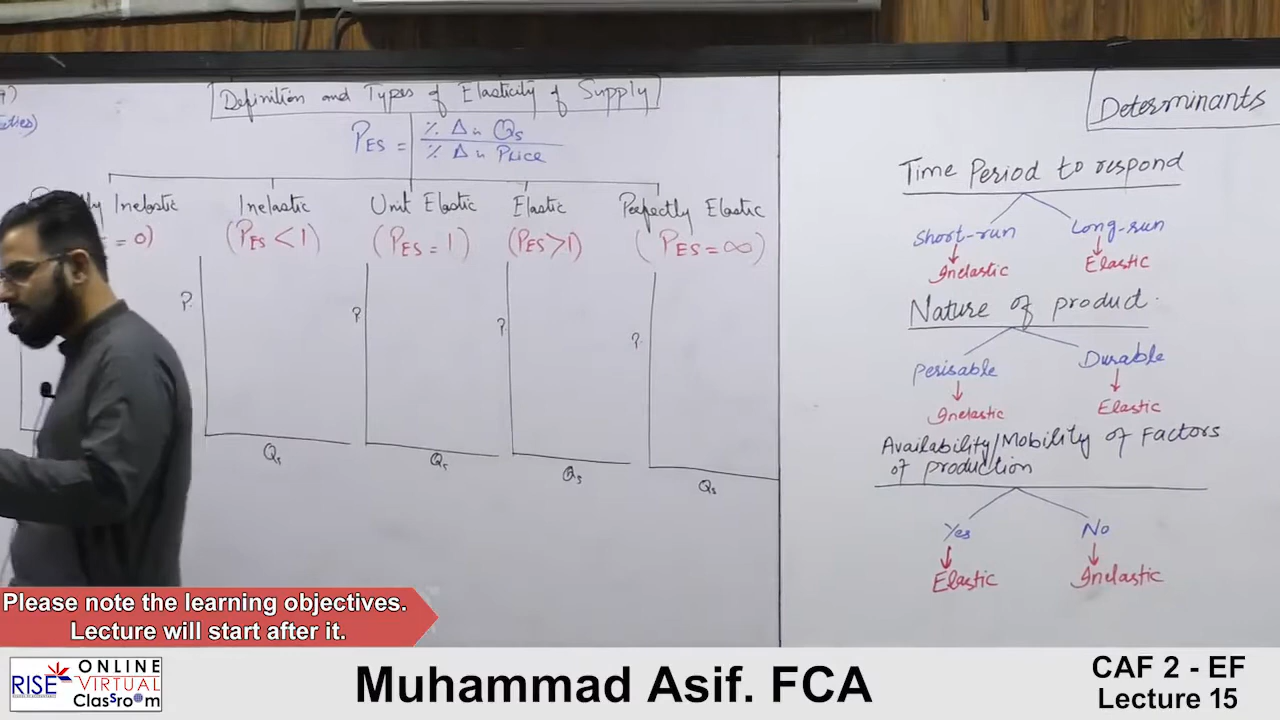 Definition and Types of Elasticity of Supply
PES = % Δ in Qs
% Δ in Price
Inelastic
= 0)
Inelastic
(PES < 1)
Unit Elastic
(PES = 1)
Elastic
(PES > 1)
Perfectly Elastic
(PES = ∞)
P.
Qs
P
Qs
P.
Qs
P.
Qs
Determinants
Time Period to respond
Short-run
Long-run
Inelastic
Elastic
Nature of product.
Perisable
Durable
Inelastic
Elastic
Availability/Mobility of Factors
of production
Yes
No
Elastic
Inelastic
Please note the learning objectives.
Lecture will start after it.
RISE
ONLINE
VIRTUAL
Classroom
Muhammad Asif. FCA
CAF 2 - EF
Lecture 15